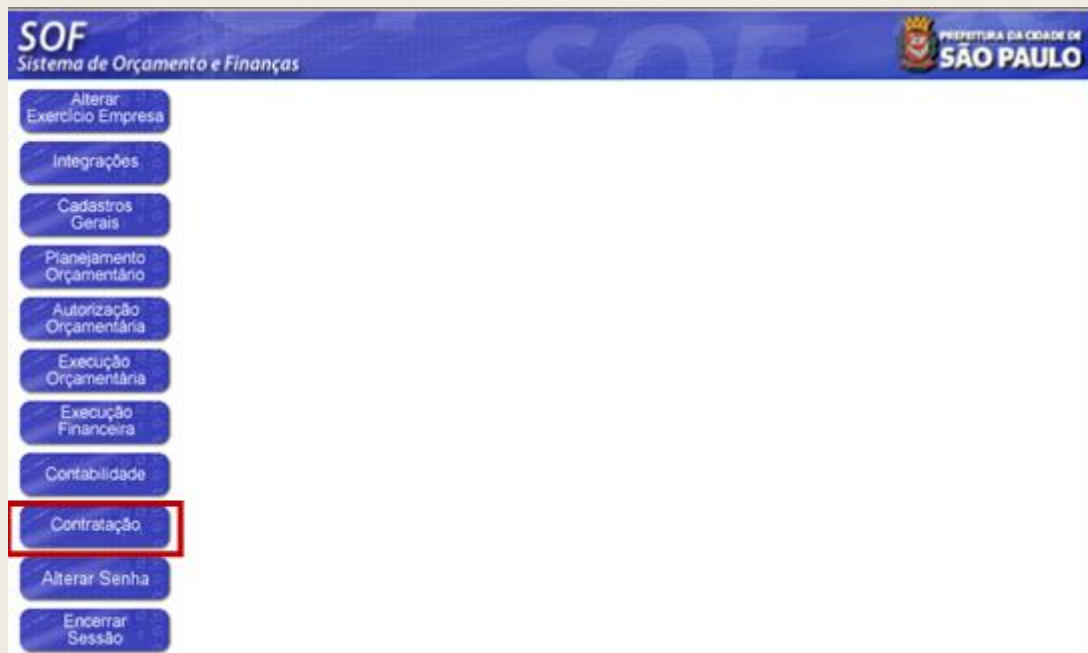 SOF
Sistema de Orçamento e Finanças
SOF
PREFEITURA DA CIDADE DE
SÃO PAULO
Alterar
Exercício Empresa
Integrações
Cadastros
Gerais
Planejamento
Orçamentário
Autorização
Orçamentária
Execução
Orçamentária
Execução
Financeira
Contabilidade
Contratação
Alterar Senha
Encerrar
Sessão